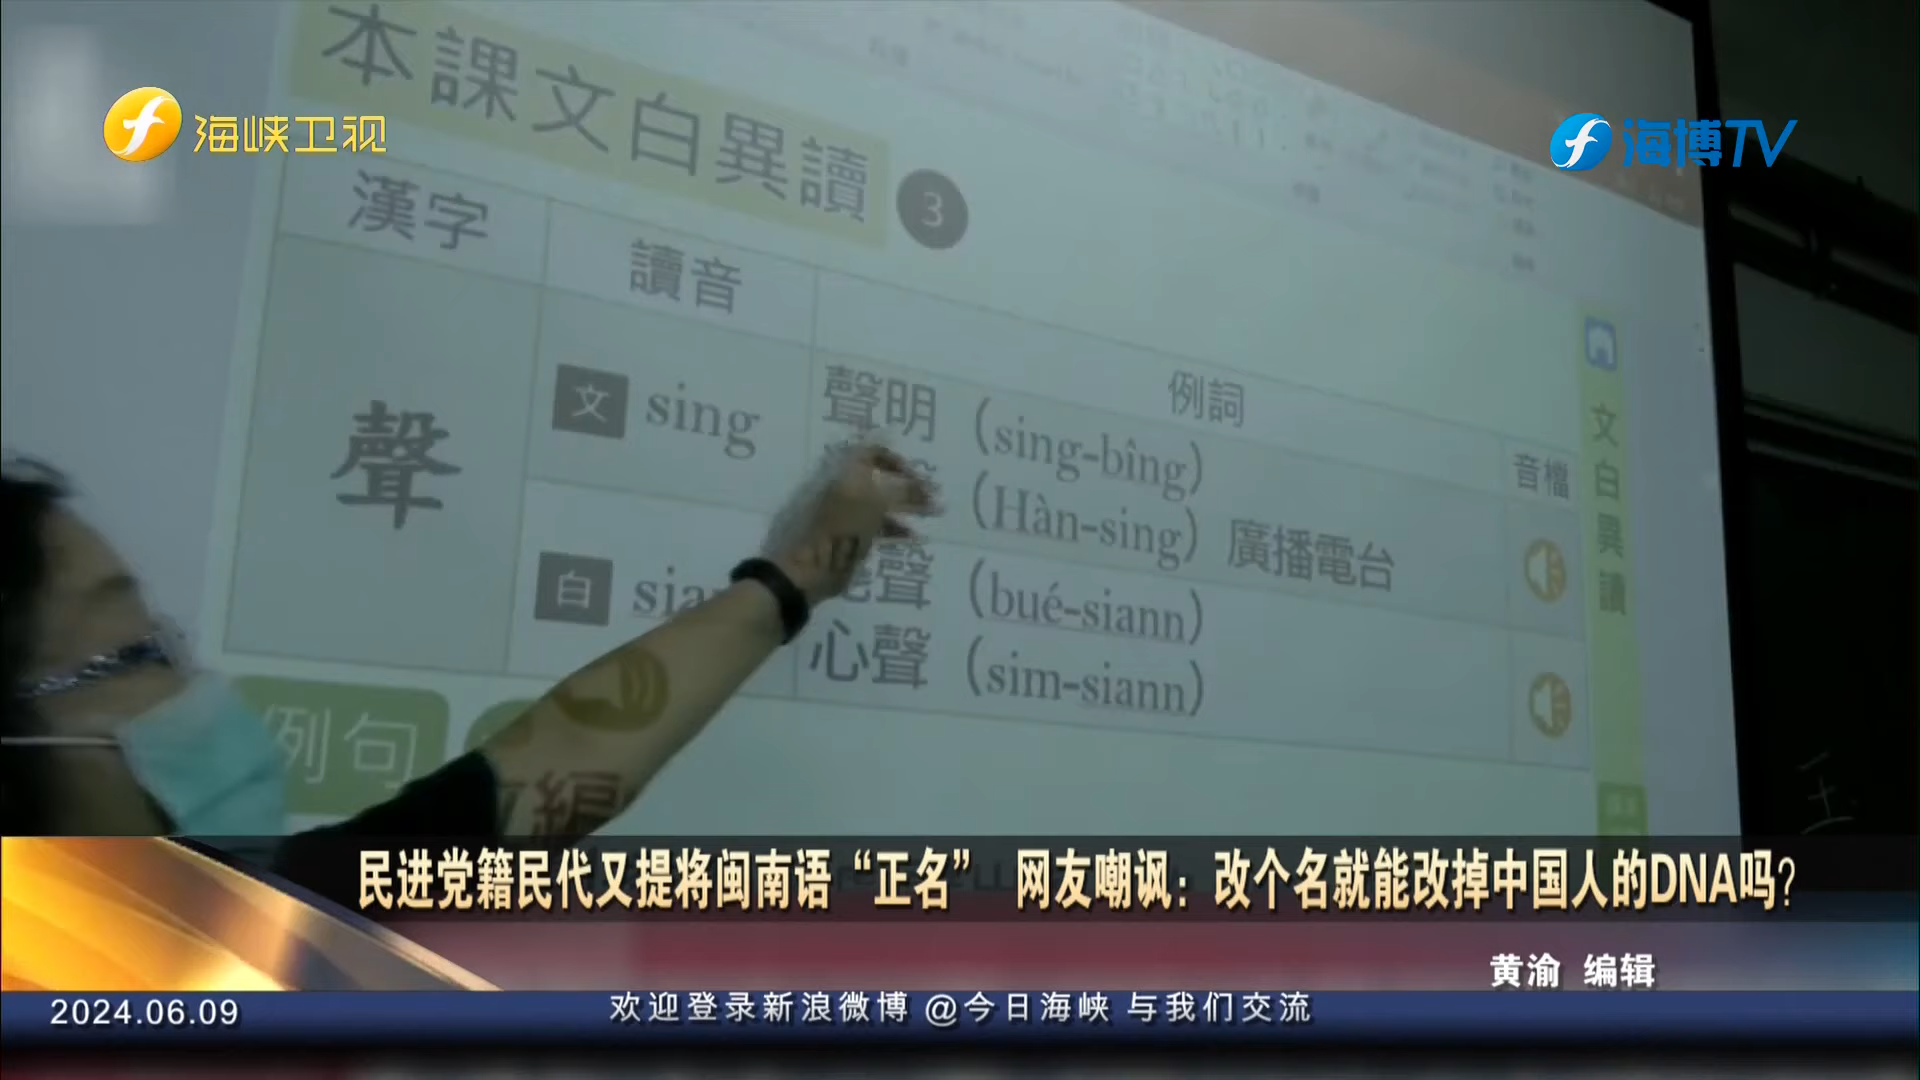 海峡卫视
海博TV
本課文白異讀 3
漢字 讀音 例詞 音檔
聲
文 sing
聲明 (sing-bîng)
(Hàn-sing) 廣播電台
白
聲 (bué-siann)
心聲 (sim-siann)
文白異讀
例句
編
民进党籍民代又提将闽南语“正名” 网友嘲讽：改个名就能改掉中国人的DNA吗？
黄渝 编辑
2024.06.09
欢迎登录新浪微博 @今日海峡 与我们交流